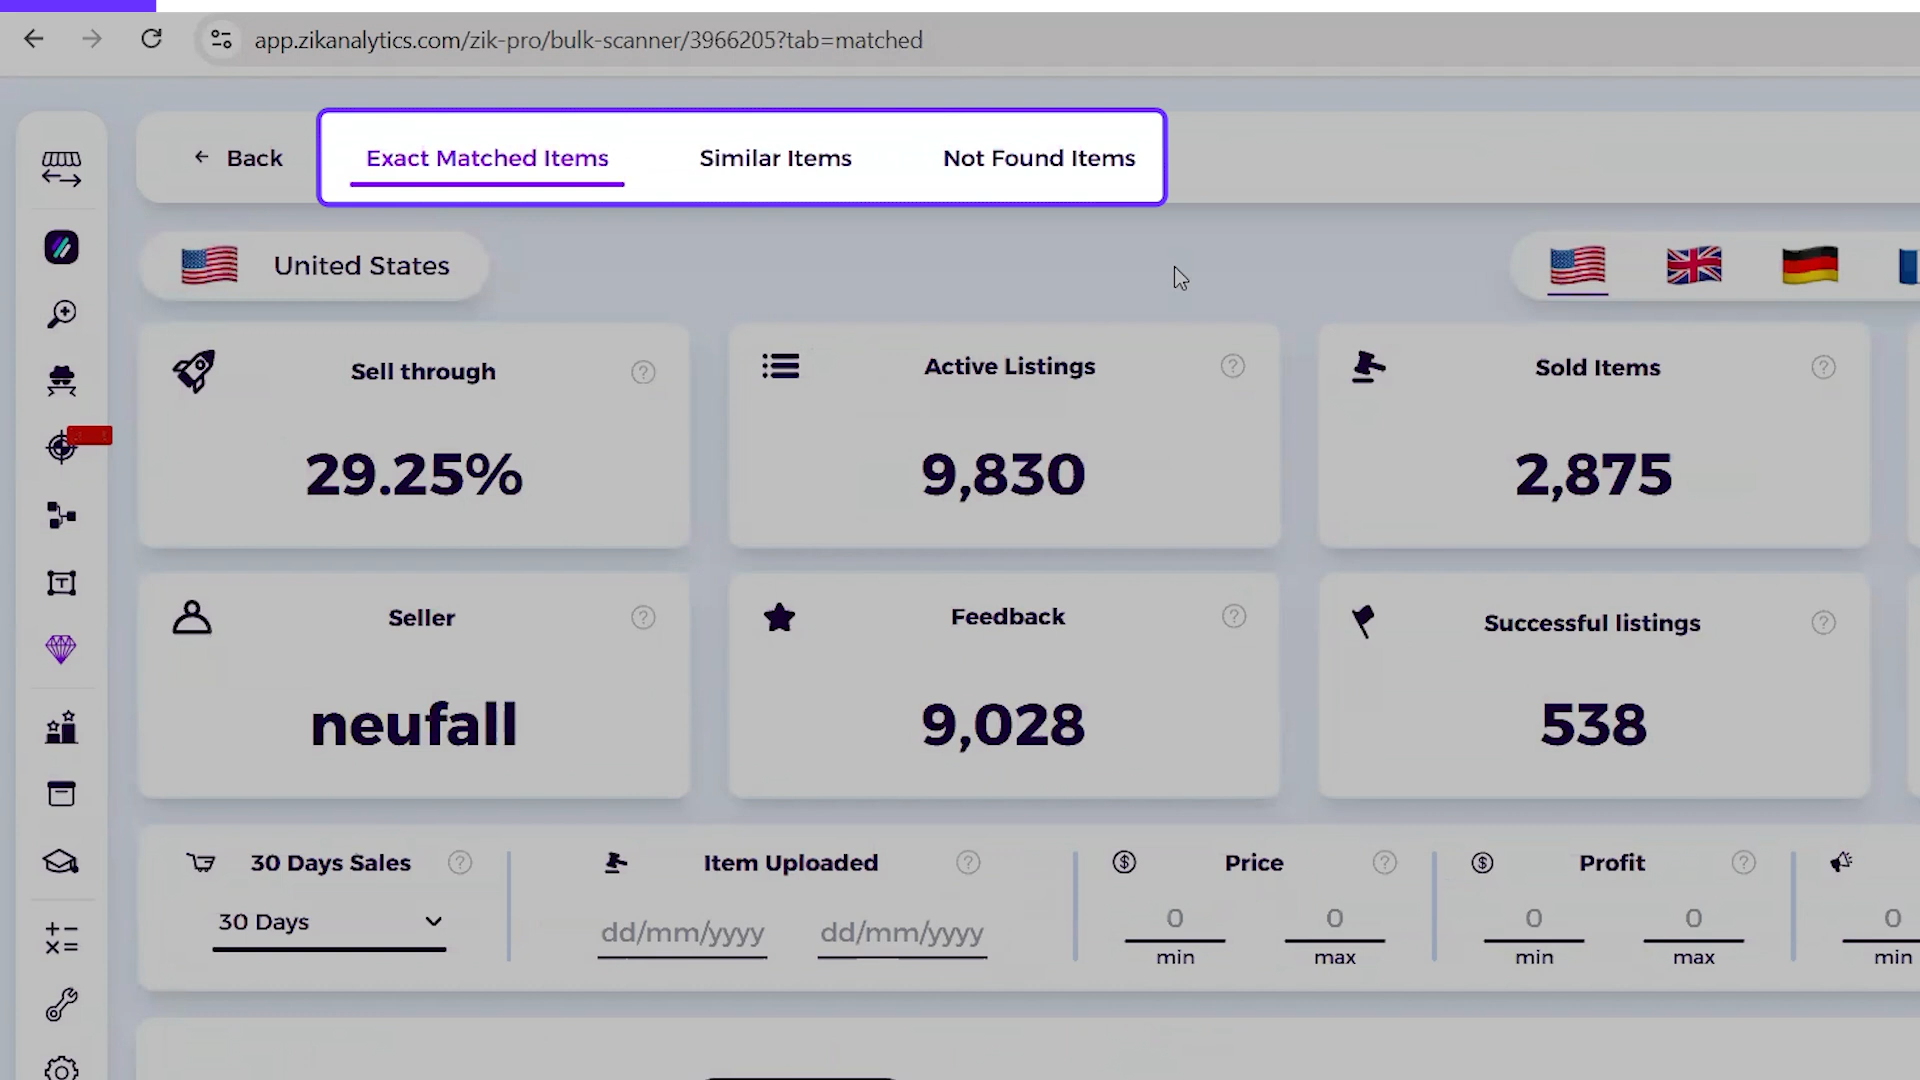 app.zikanalytics.com/zik-pro/bulk-scanner/3966205?tab=matched
Back
Exact Matched Items
Similar Items
Not Found Items
United States
Sell through
29.25%
Active Listings
9,830
Sold Items
2,875
Seller
neufall
Feedback
9,028
Successful listings
538
30 Days Sales
30 Days
Item Uploaded
dd/mm/yyyy dd/mm/yyyy
Price
0 0
min max
Profit
0 0
min max
0
min